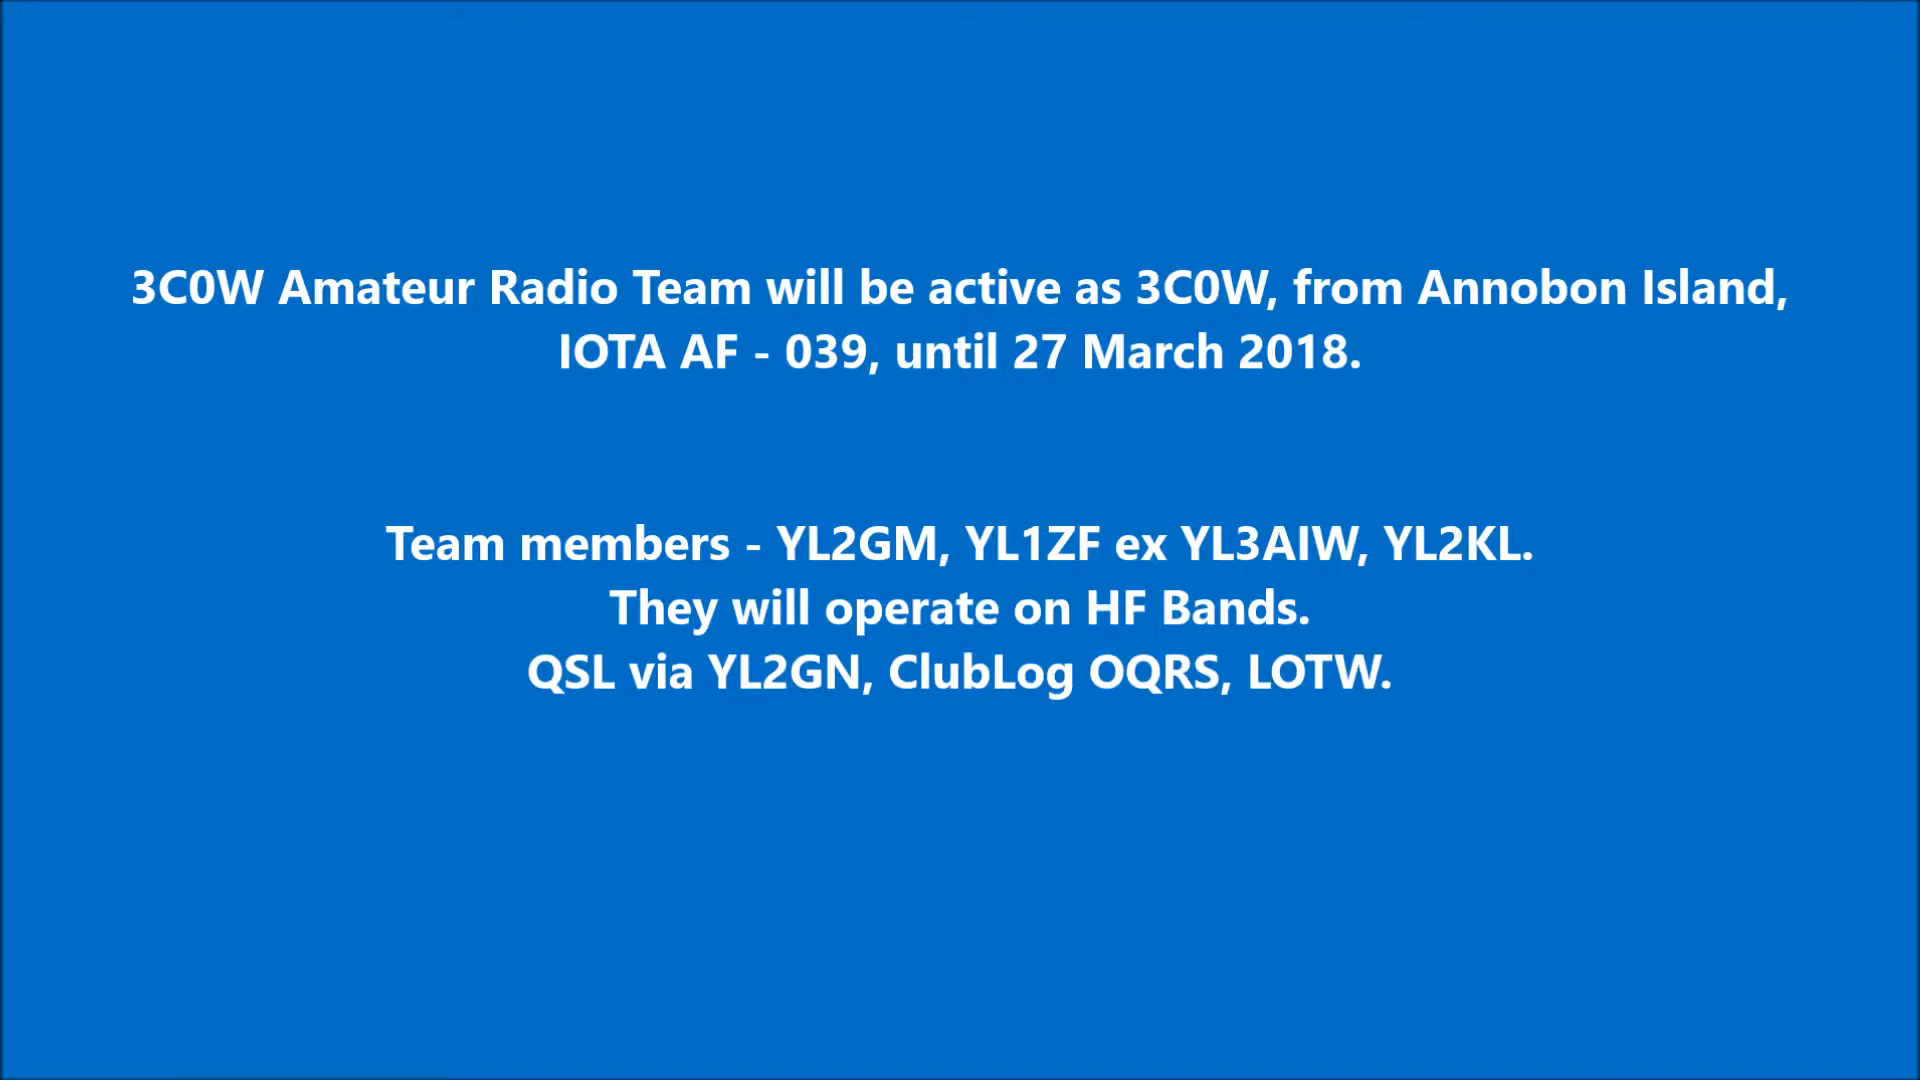 3C0W Amateur Radio Team will be active as 3C0W, from Annobon Island,
IOTA AF - 039, until 27 March 2018.
Team members - YL2GM, YL1ZF ex YL3AIW, YL2KL.
They will operate on HF Bands.
QSL via YL2GN, ClubLog OQRS, LOTW.